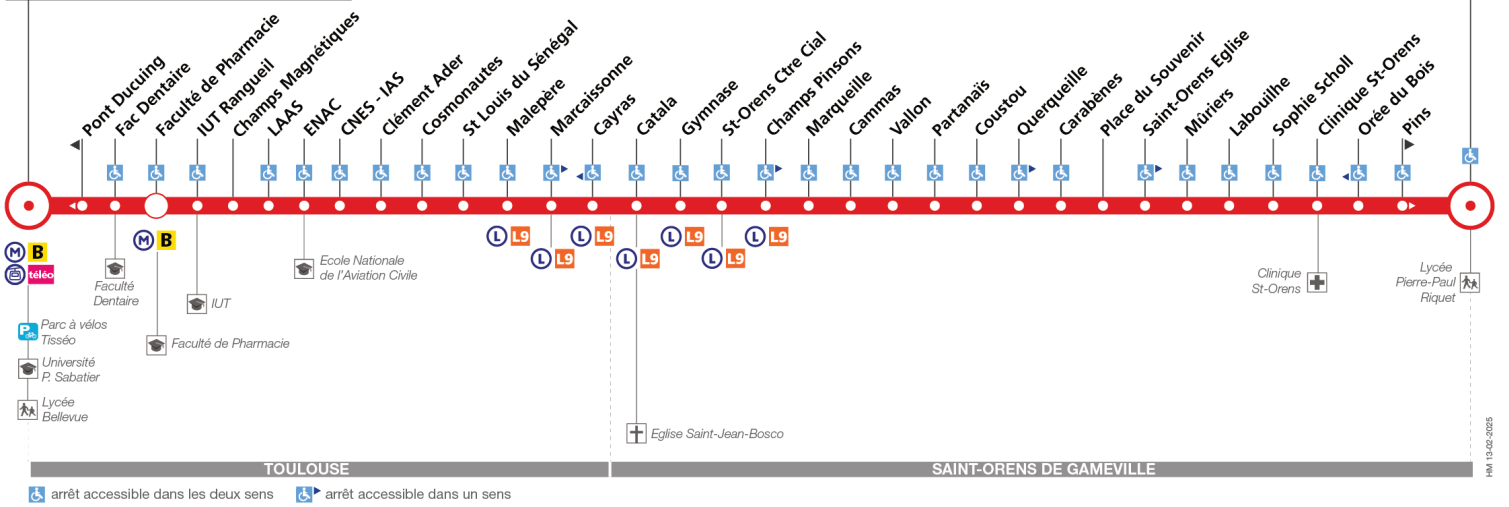 Pont Ducuing
Fac Dentaire
Faculté de Pharmacie
IUT Rangueil
Champs Magnétiques
LAAS
ENAC
CNES - IAS
Clément Ader
Cosmonautes
St Louis du Sénégal
Malepère
Marcaissonne
Cayras
Catala
Gymnase
St-Orens Ctre Cial
Champs Pinsons
Marqueille
Cammas
Vallon
Partanaïs
Coustou
Querqueille
Carabènes
Place du Souvenir
Saint-Orens Eglise
Mûriers
Labouilhe
Sophie Scholl
Clinique St-Orens
Orée du Bois
Pins
M B
téléo
M B
L L9
L L9
L L9
L L9
L L9
L L9
L L9
Faculté
Dentaire
IUT
Faculté de Pharmacie
Ecole Nationale
de l'Aviation Civile
Clinique
St-Orens
Lycée
Pierre-Paul
Riquet
P
Parc à vélos
Tisséo
Université
P. Sabatier
Lycée
Bellevue
Eglise Saint-Jean-Bosco
TOULOUSE
SAINT-ORENS DE GAMEVILLE
arrêt accessible dans les deux sens
arrêt accessible dans un sens
HM 13-02-2025